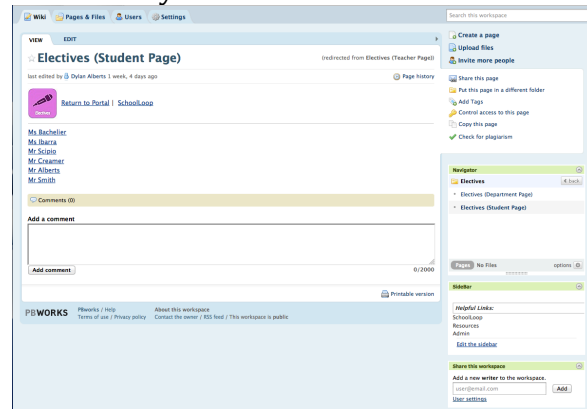 Wiki Pages & Files Users Settings
Search this workspace
VIEW EDIT
Electives (Student Page)
(redirected from Electives (Teacher Page))
last edited by Dylan Alberts 1 week, 4 days ago
Page history
Electives
Return to Portal | SchoolLoop
Ms Bachelier
Ms Ibarra
Mr Scipio
Mr Creamer
Mr Alberts
Mr Smith
Comments (0)
Add a comment
Add comment
0/2000
Printable version
PBWORKS
PBworks / Help
Terms of use / Privacy policy
About this workspace
Contact the owner / RSS feed / This workspace is public
Create a page
Upload files
Invite more people
Share this page
Put this page in a different folder
Add Tags
Control access to this page
Copy this page
Check for plagiarism
Navigator
Electives
back
Electives (Department Page)
Electives (Student Page)
Pages No Files options
SideBar
Helpful Links:
SchoolLoop
Resources
Admin
Edit the sidebar
Share this workspace
Add a new writer to the workspace.
user@email.com Add
User settings